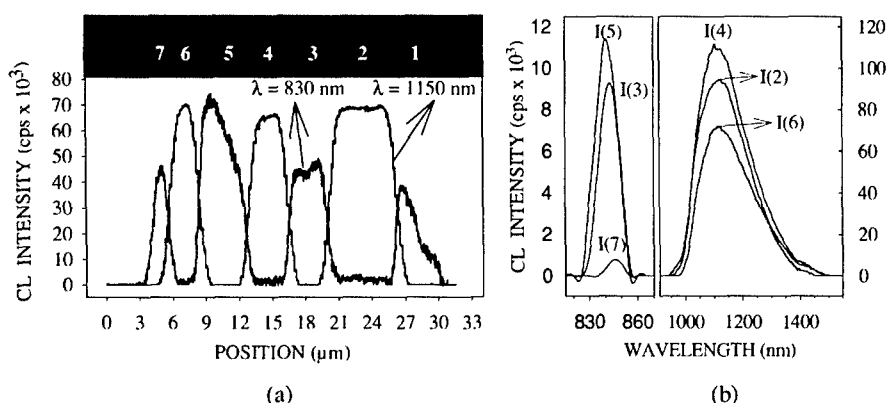 (a)
7 6 5 4 3 2 1
λ = 830 nm
λ = 1150 nm
CL INTENSITY (cps x 10³)
80
70
60
50
40
30
20
10
0
0 3 6 9 12 15 18 21 24 27 30 33
POSITION (µm)
(a)
b)
CL INTENSITY (cps x 10³)
12
10
8
6
4
2
0
I(5)
I(3)
I(7)
I(4)
I(2)
I(6)
120
100
80
60
40
20
0
830 860 1000 1200 1400
WAVELENGTH (nm)
(b)